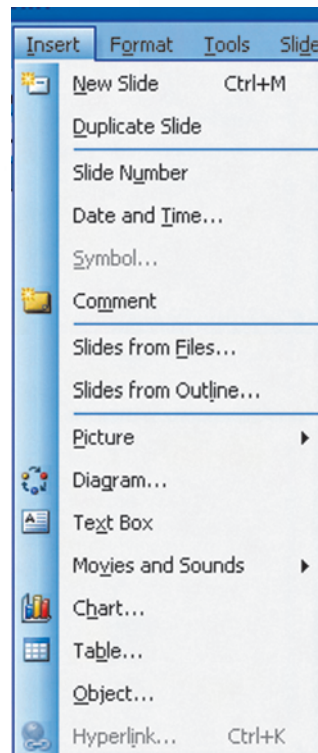 Insert Format Tools Slide
New Slide Ctrl+M
Duplicate Slide
Slide Number
Date and Time...
Symbol...
Comment
Slides from Files...
Slides from Outline...
Picture
Diagram...
Text Box
Movies and Sounds
Chart...
Table...
Object...
Hyperlink... Ctrl+K